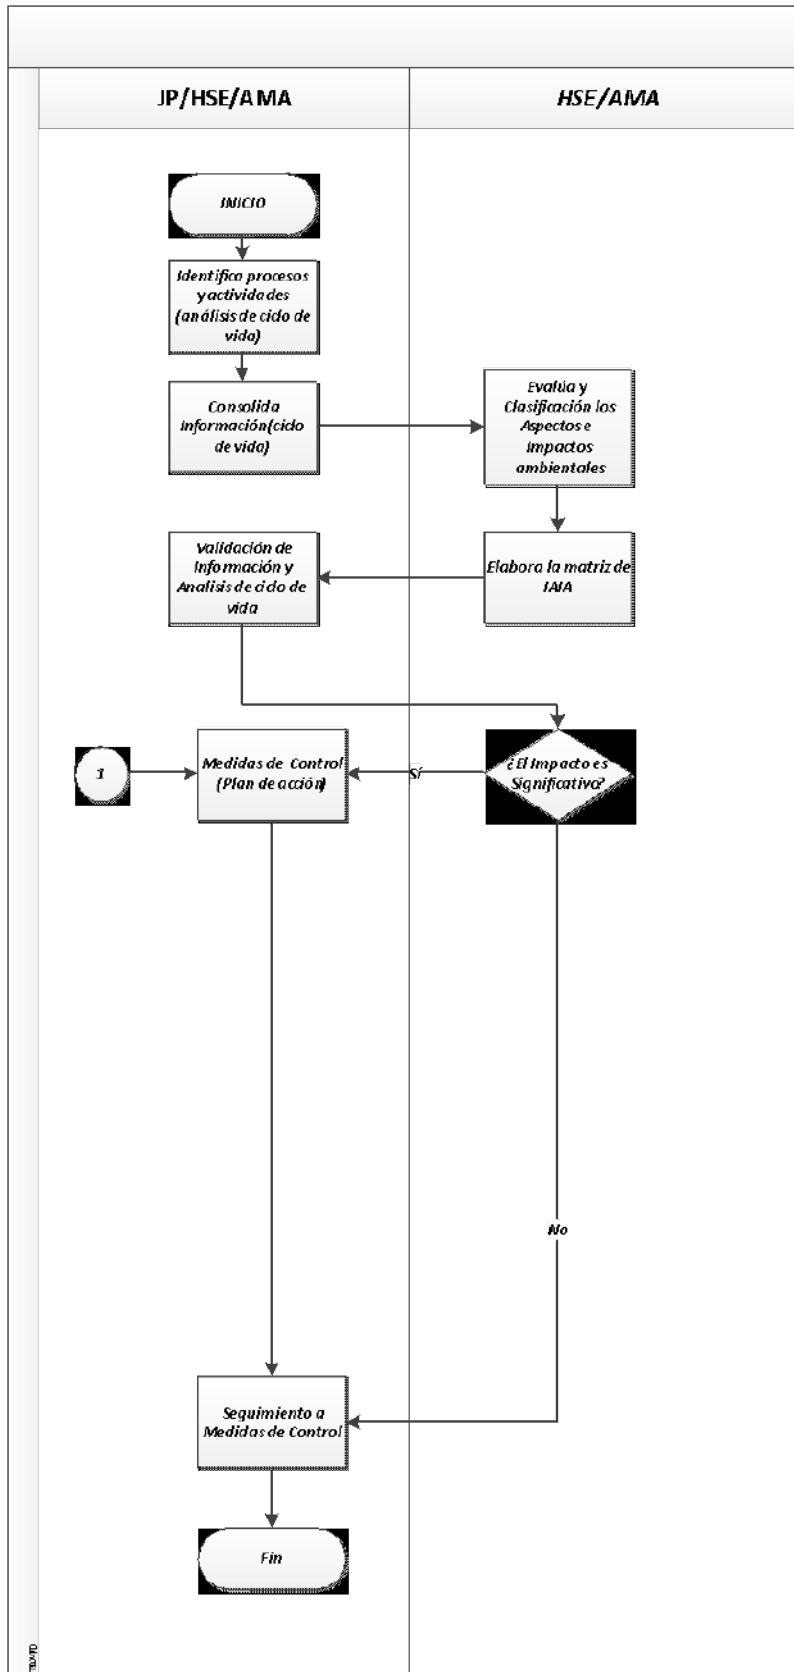 JP/HSE/AMA
HSE/AMA
INICIO
Identifica procesos
y actividades
(análisis de ciclo de
vida)
Consolida
Información(ciclo
de vida)
Evalúa y
Clasificación los
Aspectos e
Impactos
ambientales
Elabora la matriz de
IAIA
Validación de
Información y
Analisis de ciclo de
vida
¿El Impacto es
Significativo?
Sí
Medidas de Control
(Plan de acción)
1
No
Seguimiento a
Medidas de Control
Fin